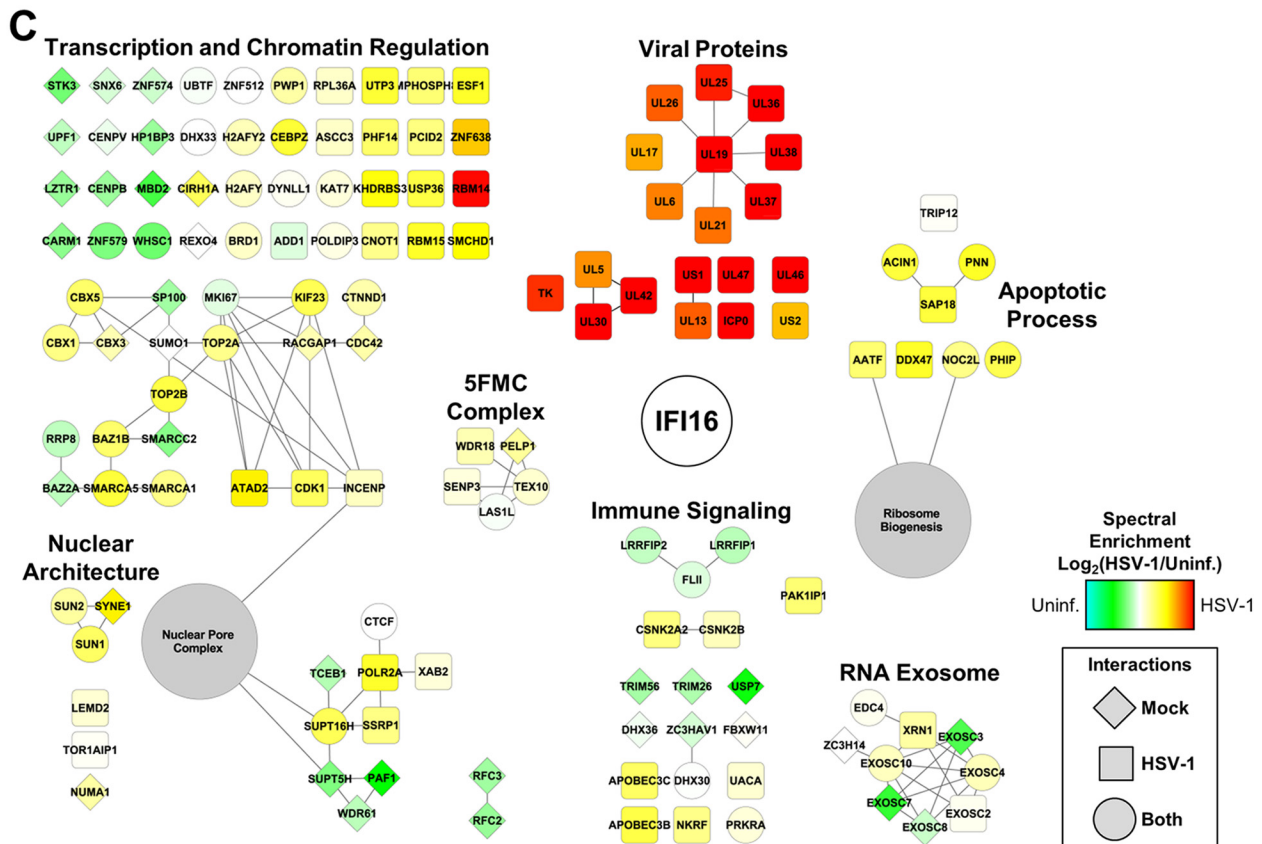 C
Transcription and Chromatin Regulation
STK3 SNX6 ZNF574 UBTF ZNF512 PWP1 RPL36A UTP3 MPHOSPH8 ESF1
UPF1 CENPV HP1BP3 DHX33 H2AFY2 CEBPZ ASCC3 PHF14 PCID2 ZNF638
LZTR1 CENPB MBD2 CIRH1A H2AFY DYNLL1 KAT7 KHDRBS3 USP36 RBM14
CARM1 ZNF579 WHSC1 REXO4 BRD1 ADD1 POLDIP3 CNOT1 RBM15 SMCHD1
CBX5 SP100 MKI67 KIF23 CTNND1
CBX1 CBX3 SUMO1 TOP2A RACGAP1 CDC42
TOP2B
RRP8 BAZ1B SMARCC2
BAZ2A SMARCA5 SMARCA1 ATAD2 CDK1 INCENP
Viral Proteins
UL25
UL26 UL36
UL17 UL19 UL38
UL6 UL37
UL21
TK UL5 UL42 US1 UL47 UL46
UL30 UL13 ICP0 US2
TRIP12
ACIN1 PNN
SAP18
Apoptotic
Process
AATF DDX47 NOC2L PHIP
Ribosome
Biogenesis
5FMC
Complex
WDR18 PELP1
SENP3 TEX10
LAS1L
IFI16
Nuclear
Architecture
SUN2 SYNE1
SUN1
LEMD2
TOR1AIP1
NUMA1
Nuclear Pore
Complex
CTCF
TCEB1 POLR2A XAB2
SUPT16H SSRP1
SUPT5H PAF1
WDR61
RFC3
RFC2
Immune Signaling
LRRFIP2 LRRFIP1
FLII
PAK1IP1
CSNK2A2 CSNK2B
TRIM56 TRIM26 USP7
DHX36 ZC3HAV1 FBXW11
APOBEC3C DHX30 UACA
APOBEC3B NKRF PRKRA
RNA Exosome
EDC4
XRN1 EXOSC3
ZC3H14
EXOSC10 EXOSC4
EXOSC7 EXOSC2
EXOSC8
Spectral
Enrichment
Log2(HSV-1/Uninf.)
Uninf. HSV-1
Interactions
Mock
HSV-1
Both